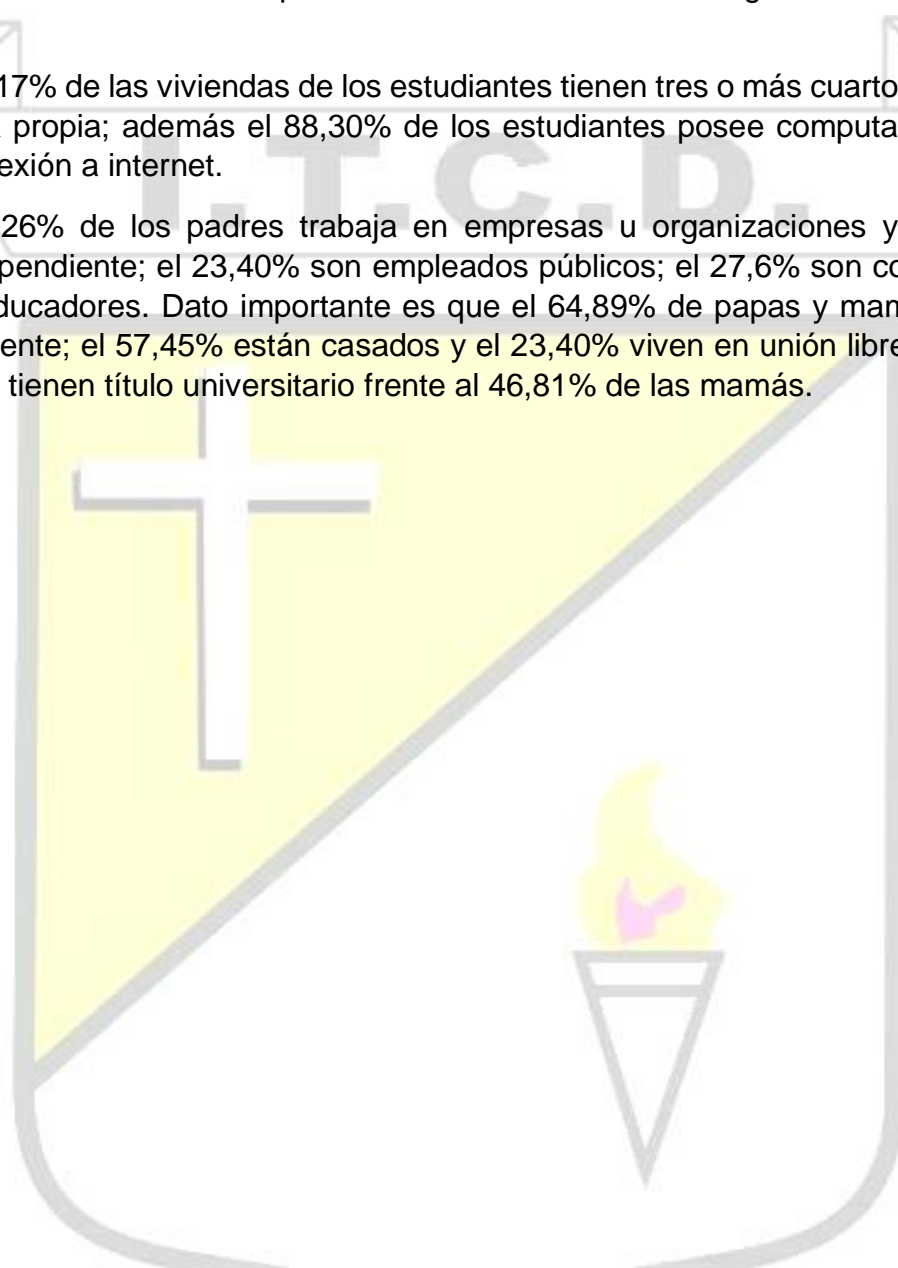 17% de las viviendas de los estudiantes tienen tres o más cuarto
propia; además el 88,30% de los estudiantes posee computa
exión a internet.
I.T.C.D.
26% de los padres trabaja en empresas u organizaciones y
pendiente; el 23,40% son empleados públicos; el 27,6% son co
ducadores. Dato importante es que el 64,89% de papas y mam
ente; el 57,45% están casados y el 23,40% viven en unión libre
tienen título universitario frente al 46,81% de las mamás.